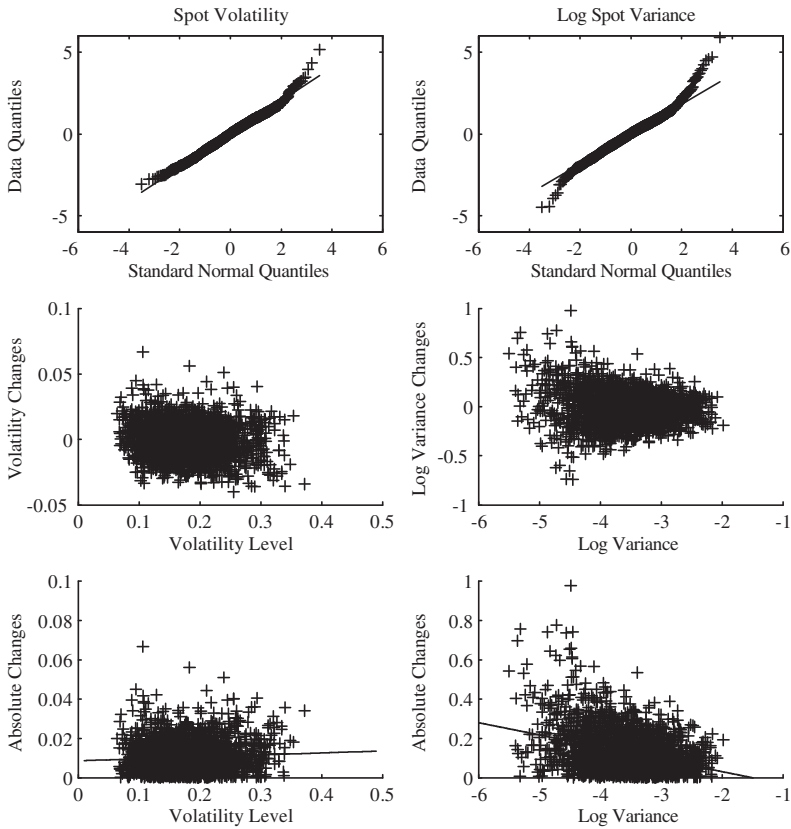 Spot Volatility
5
0
-5
-6 -4 -2 0 2 4 6
Data Quantiles
Standard Normal Quantiles
Log Spot Variance
5
0
-5
-6 -4 -2 0 2 4 6
Data Quantiles
Standard Normal Quantiles
0.1
0.05
0
-0.05
0 0.1 0.2 0.3 0.4 0.5
Volatility Changes
Volatility Level
1
0.5
0
-0.5
-1
-6 -5 -4 -3 -2 -1
Log Variance Changes
Log Variance
0.1
0.08
0.06
0.04
0.02
0
0 0.1 0.2 0.3 0.4 0.5
Absolute Changes
Volatility Level
1
0.8
0.6
0.4
0.2
0
-6 -5 -4 -3 -2 -1
Absolute Changes
Log Variance